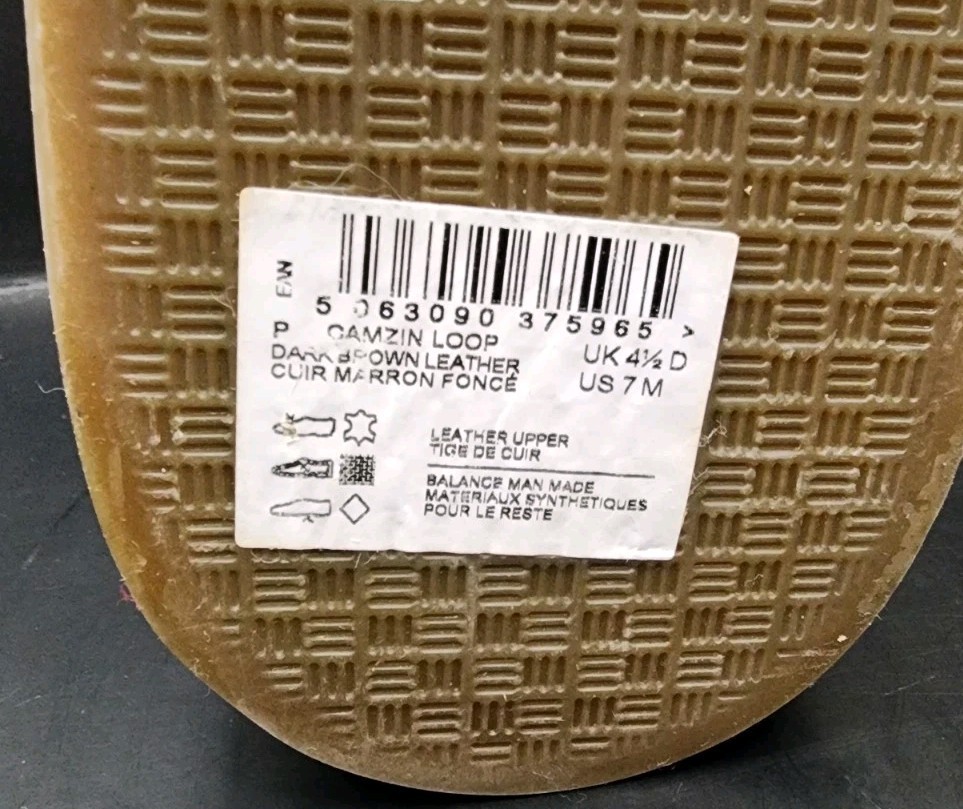 EAN
5 063090 375965 >
P CAMZIN LOOP
UK 4½ D
DARK BROWN LEATHER
US 7 M
CUIR MARRON FONCÉ
LEATHER UPPER
TIGE DE CUIR
BALANCE MAN MADE
MATERIAUX SYNTHETIQUES
POUR LE RESTE